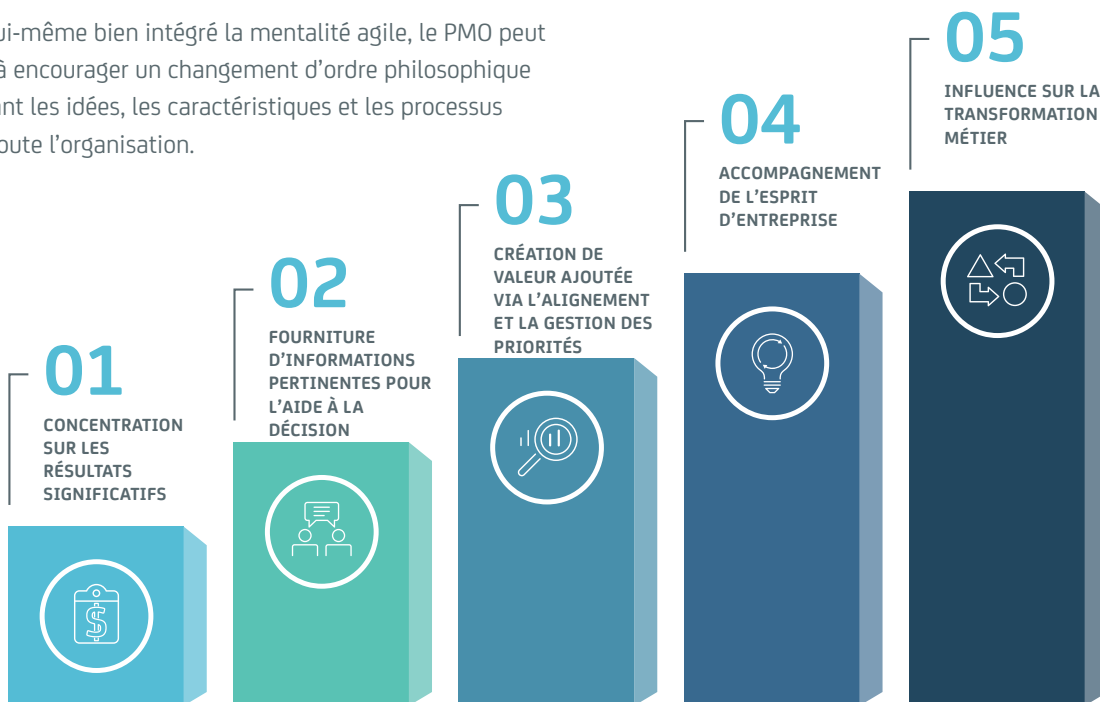 ui-même bien intégré la mentalité agile, le PMO peut
à encourager un changement d'ordre philosophique
ant les idées, les caractéristiques et les processus
oute l'organisation.
01
CONCENTRATION
SUR LES
RÉSULTATS
SIGNIFICATIFS
02
FOURNITURE
D'INFORMATIONS
PERTINENTES POUR
L'AIDE À LA
DÉCISION
03
CRÉATION DE
VALEUR AJOUTÉE
VIA L'ALIGNEMENT
ET LA GESTION DES
PRIORITÉS
04
ACCOMPAGNEMENT
DE L'ESPRIT
D'ENTREPRISE
05
INFLUENCE SUR LA
TRANSFORMATION
MÉTIER
$